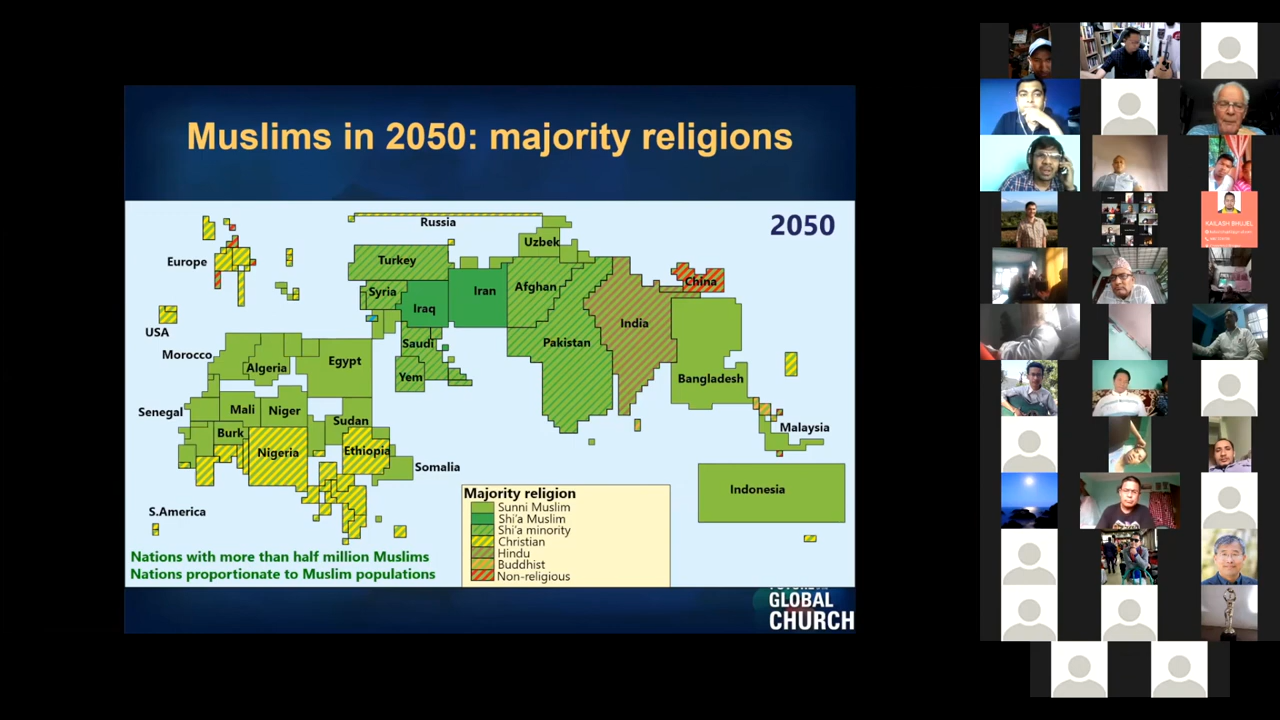 Muslims in 2050: majority religions
2050
Russia
Uzbek
Europe
Turkey
China
Syria
Iran
Afghan
Iraq
USA
India
Saudi
Pakistan
Morocco
Egypt
Algeria
Yem
Bangladesh
Senegal
Mali
Niger
Sudan
Malaysia
Burk
Nigeria
Ethiopia
Somalia
Indonesia
S.America
Majority religion
Sunni Muslim
Shi'a Muslim
Shi'a minority
Christian
Hindu
Buddhist
Non-religious
Nations with more than half million Muslims
Nations proportionate to Muslim populations
GLOBAL
CHURCH
KAILASH BHUJEL